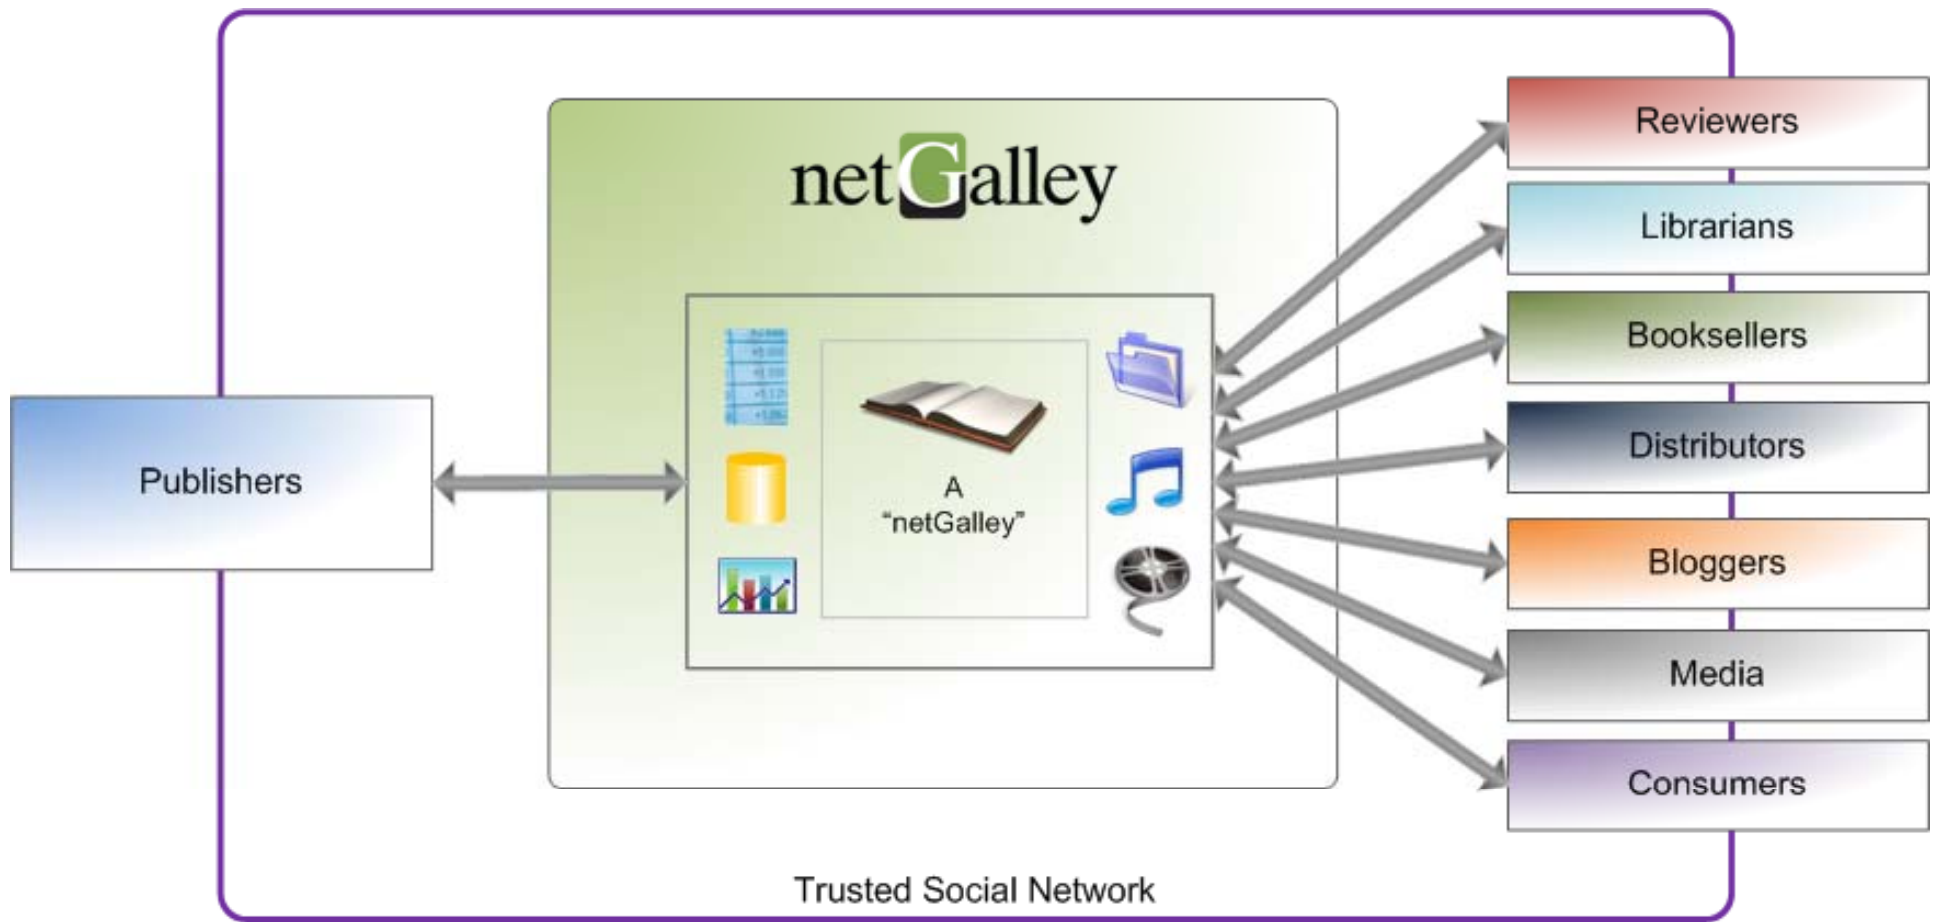 netGalley
Publishers
A
“netGalley”
Reviewers
Librarians
Booksellers
Distributors
Bloggers
Media
Consumers
Trusted Social Network